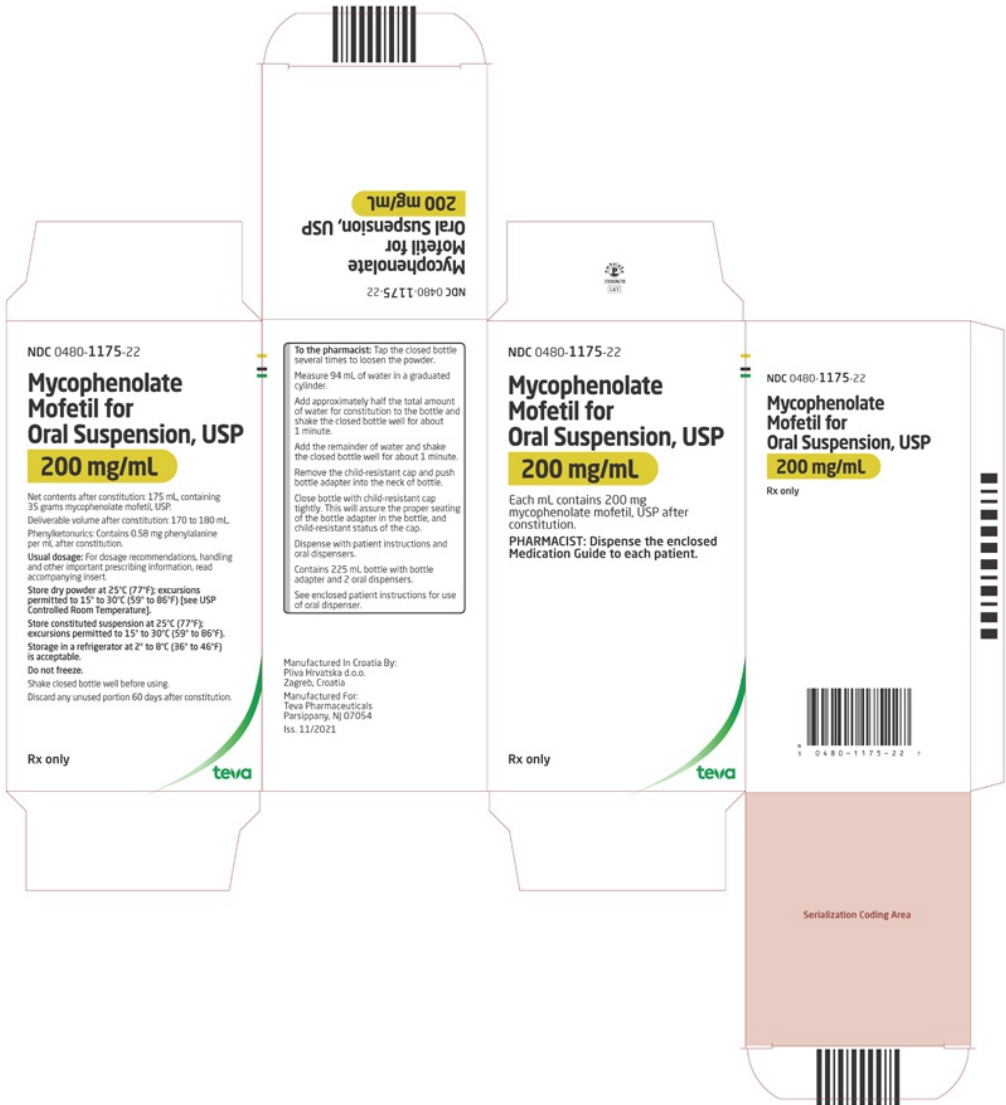 NDC 0480-1175-22
Mycophenolate
Mofetil for
Oral Suspension, USP
200 mg/mL
NDC 0480-1175-22
Mycophenolate
Mofetil for
Oral Suspension, USP
200 mg/mL
Net contents after constitution: 175 mL, containing
35 grams mycophenolate mofetil, USP.
Deliverable volume after constitution: 170 to 180 mL.
Phenylketonurics: Contains 0.58 mg phenylalanine
per mL after constitution.
Usual dosage: For dosage recommendations, handling
and other important prescribing information, read
accompanying insert.
Store dry powder at 25°C (77°F); excursions
permitted to 15° to 30°C (59° to 86°F) [see USP
Controlled Room Temperature].
Store constituted suspension at 25°C (77°F);
excursions permitted to 15° to 30°C (59° to 86°F).
Storage in a refrigerator at 2° to 8°C (36° to 46°F)
is acceptable.
Do not freeze.
Shake closed bottle well before using.
Discard any unused portion 60 days after constitution.
Rx only
teva
To the pharmacist: Tap the closed bottle
several times to loosen the powder.
Measure 94 mL of water in a graduated
cylinder.
Add approximately half the total amount
of water for constitution to the bottle and
shake the closed bottle well for about
1 minute.
Add the remainder of water and shake
the closed bottle well for about 1 minute.
Remove the child-resistant cap and push
bottle adapter into the neck of bottle.
Close bottle with child-resistant cap
tightly. This will assure the proper seating
of the bottle adapter in the bottle, and
child-resistant status of the cap.
Dispense with patient instructions and
oral dispensers.
Contains 225 mL bottle with bottle
adapter and 2 oral dispensers.
See enclosed patient instructions for use
of oral dispenser.
Manufactured In Croatia By:
Pliva Hrvatska d.o.o.
Zagreb, Croatia
Manufactured For:
Teva Pharmaceuticals
Parsippany, NJ 07054
Iss. 11/2021
NDC 0480-1175-22
Mycophenolate
Mofetil for
Oral Suspension, USP
200 mg/mL
Each mL contains 200 mg
mycophenolate mofetil, USP after
constitution.
PHARMACIST: Dispense the enclosed
Medication Guide to each patient.
Rx only
teva
NDC 0480-1175-22
Mycophenolate
Mofetil for
Oral Suspension, USP
200 mg/mL
Rx only
3 0480-1175-22 7
Serialization Coding Area